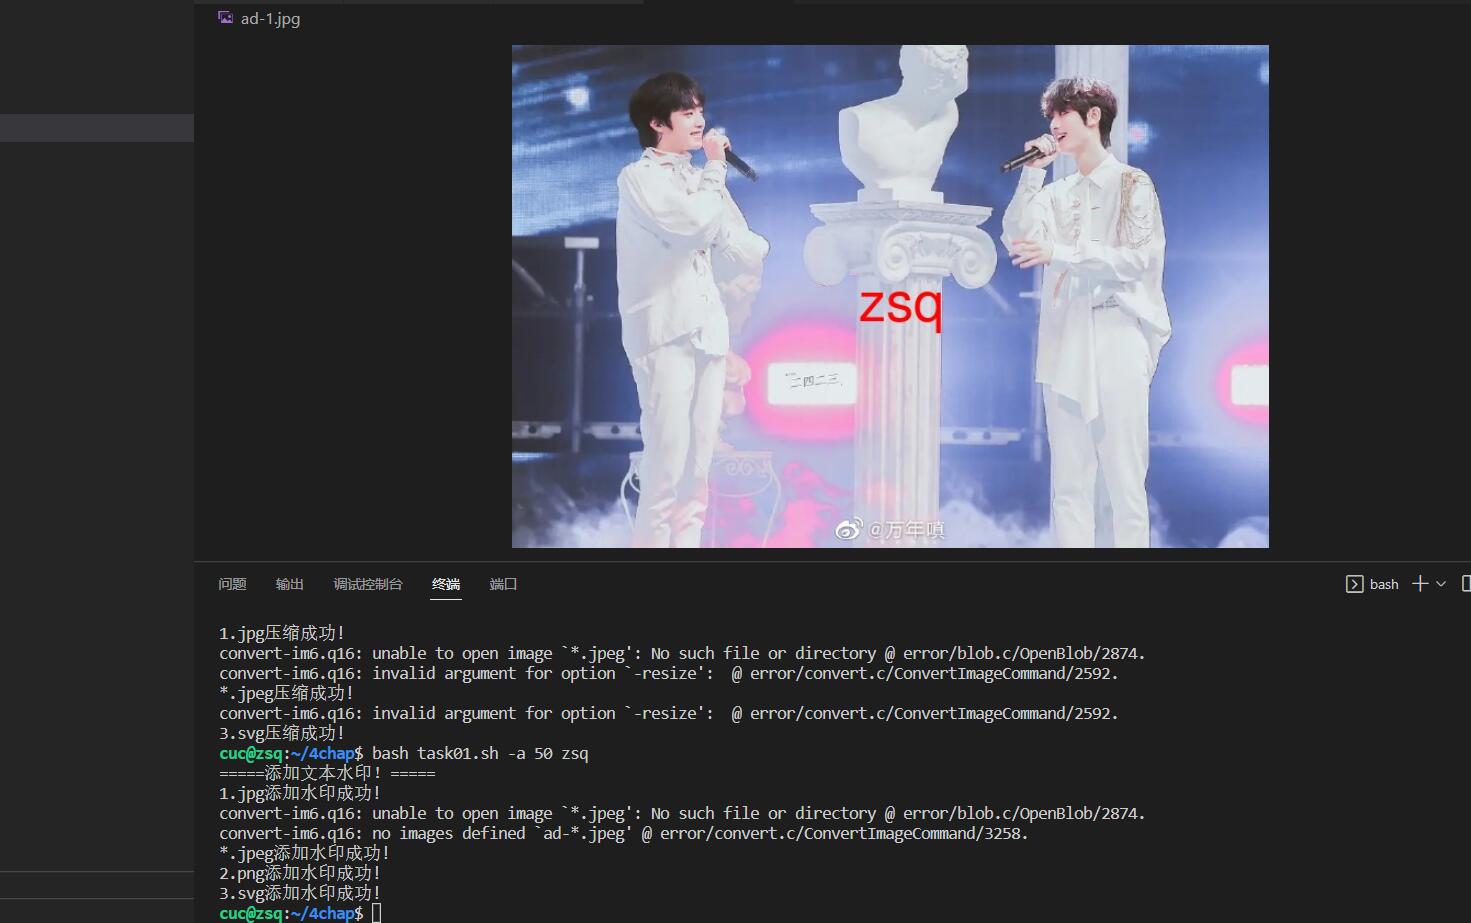 ad-1.jpg
zsq
二四二三
@万年嗔
问题 输出 调试控制台 终端 端口
bash
1.jpg压缩成功!
convert-im6.q16: unable to open image `*.jpeg': No such file or directory @ error/blob.c/OpenBlob/2874.
convert-im6.q16: invalid argument for option `-resize':  @ error/convert.c/ConvertImageCommand/2592.
*.jpeg压缩成功!
convert-im6.q16: invalid argument for option `-resize':  @ error/convert.c/ConvertImageCommand/2592.
3.svg压缩成功!
cuc@zsq:~/4chap$ bash task01.sh -a 50 zsq
=====添加文本水印! =====
1.jpg添加水印成功!
convert-im6.q16: unable to open image `*.jpeg': No such file or directory @ error/blob.c/OpenBlob/2874.
convert-im6.q16: no images defined `ad-*.jpeg' @ error/convert.c/ConvertImageCommand/3258.
*.jpeg添加水印成功!
2.png添加水印成功!
3.svg添加水印成功!
cuc@zsq:~/4chap$